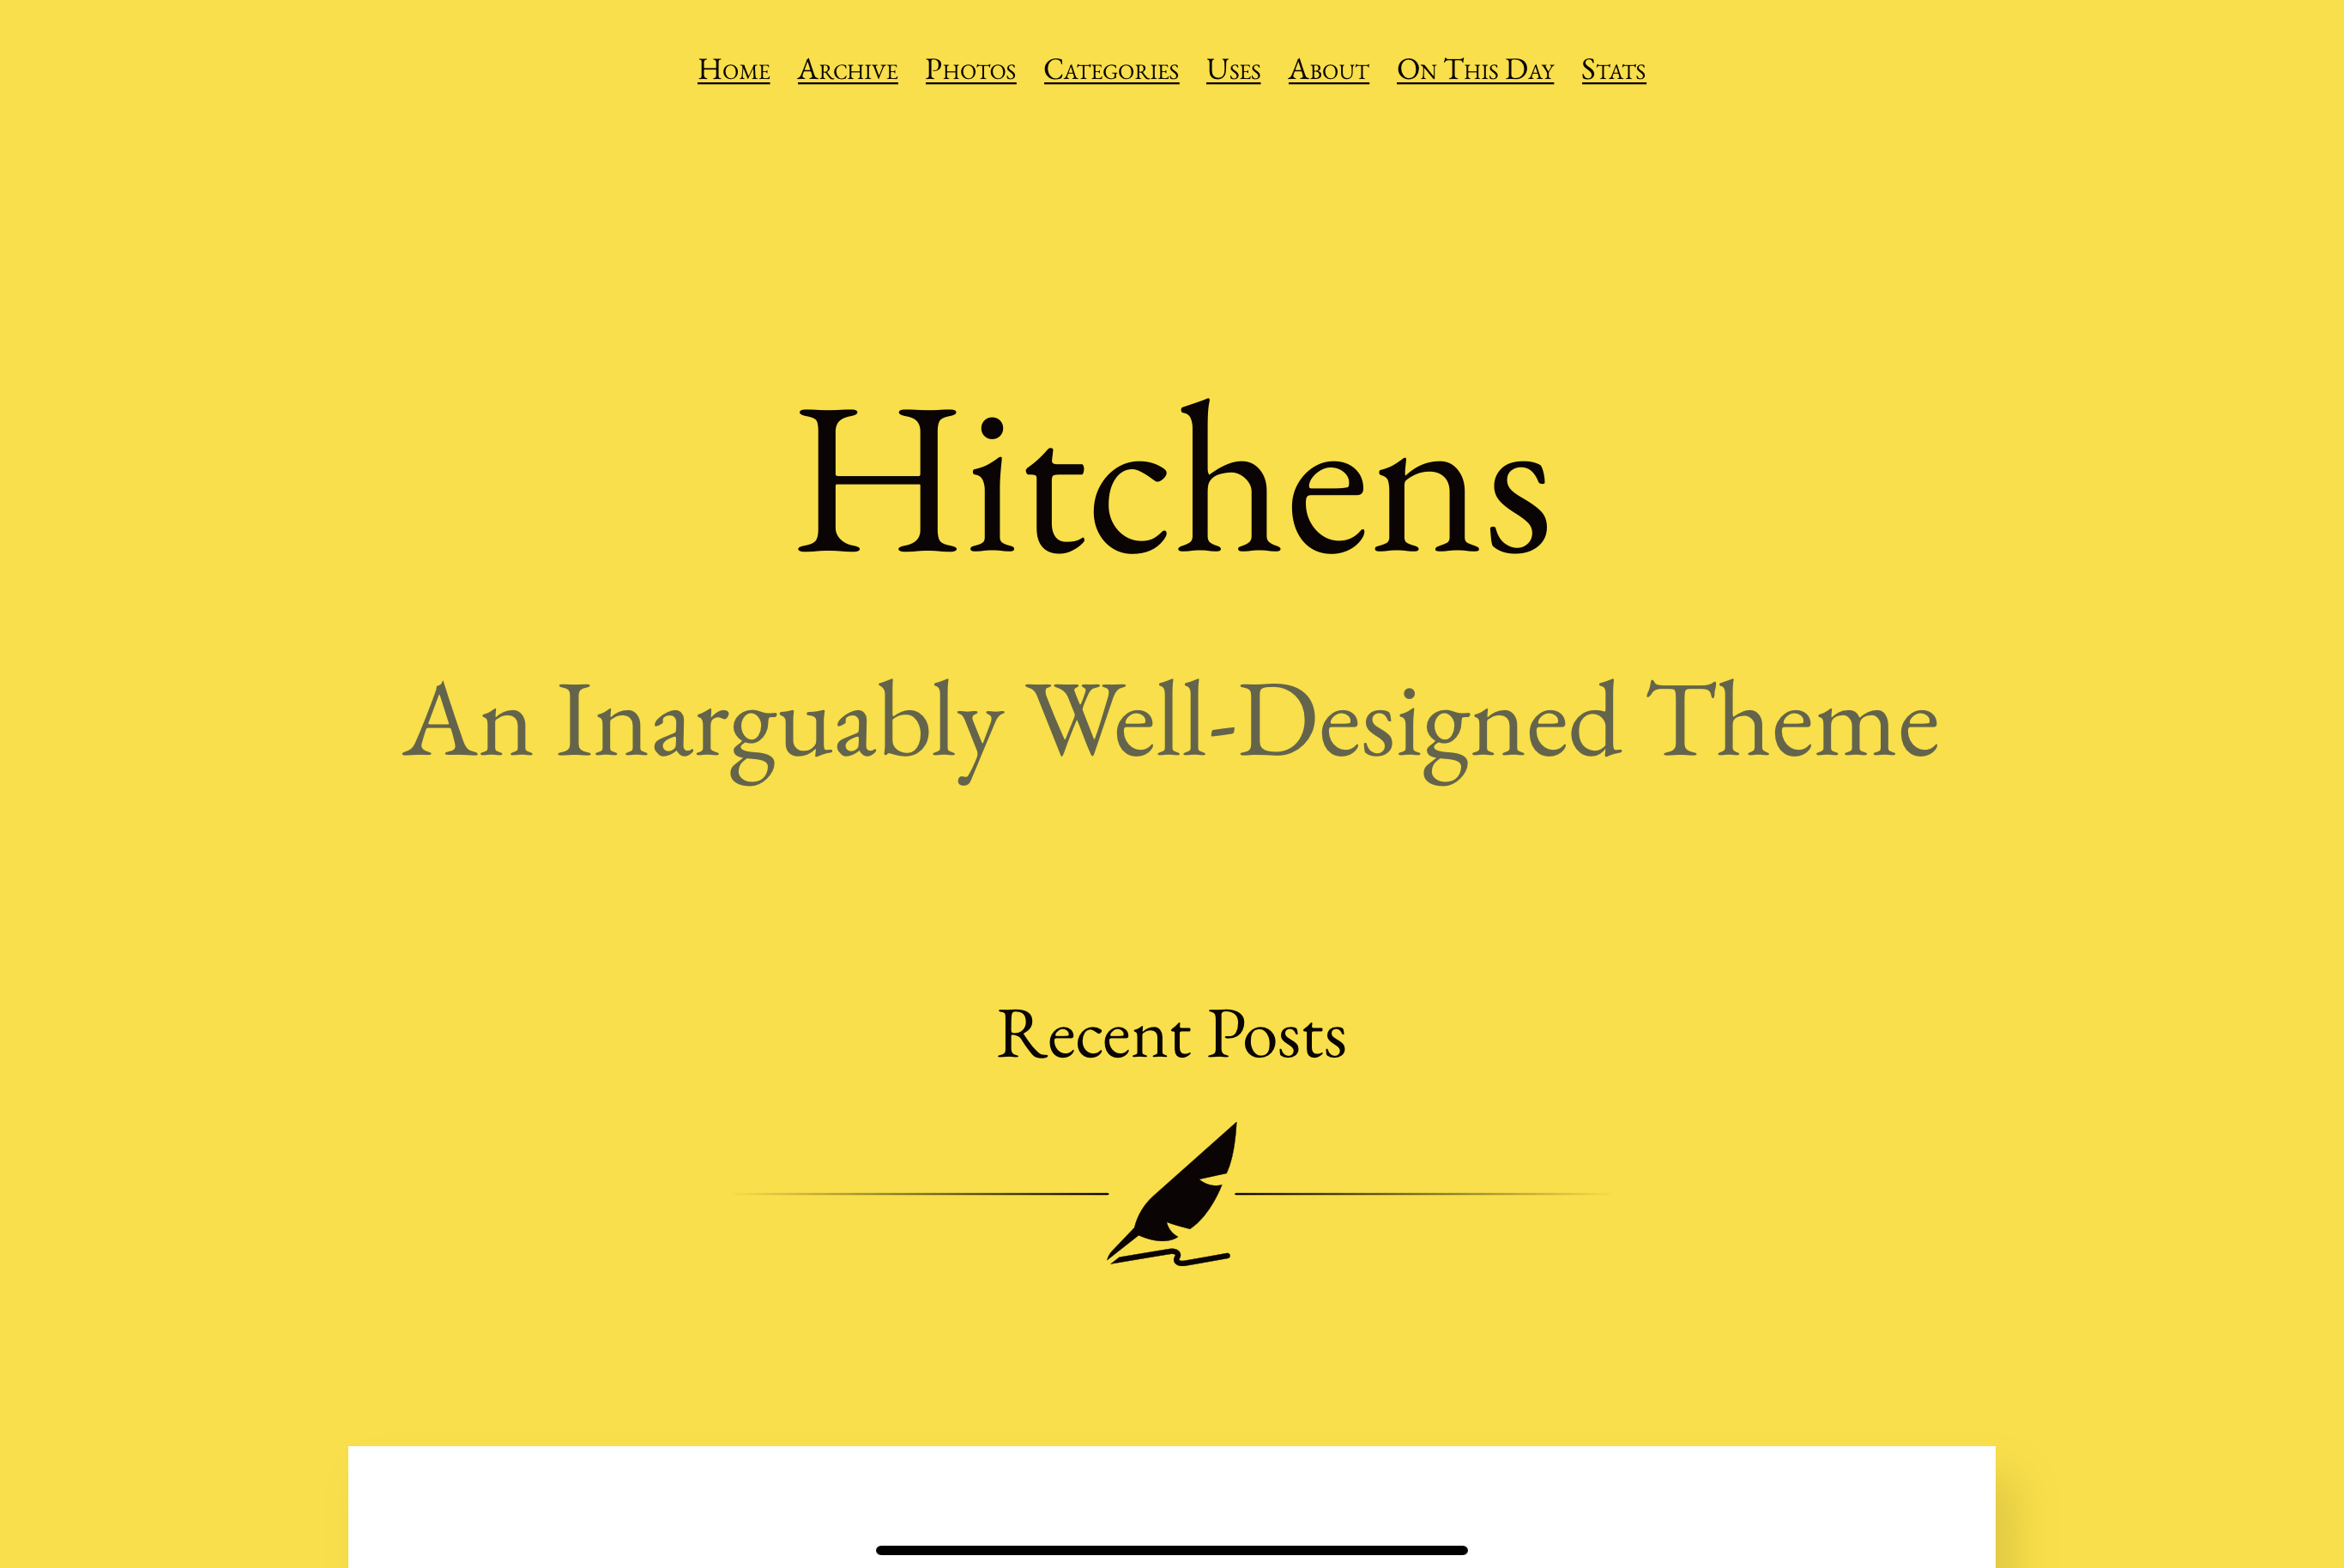 Home Archive Photos Categories Uses About On This Day Stats
Hitchens
An Inarguably Well-Designed Theme
Recent Posts